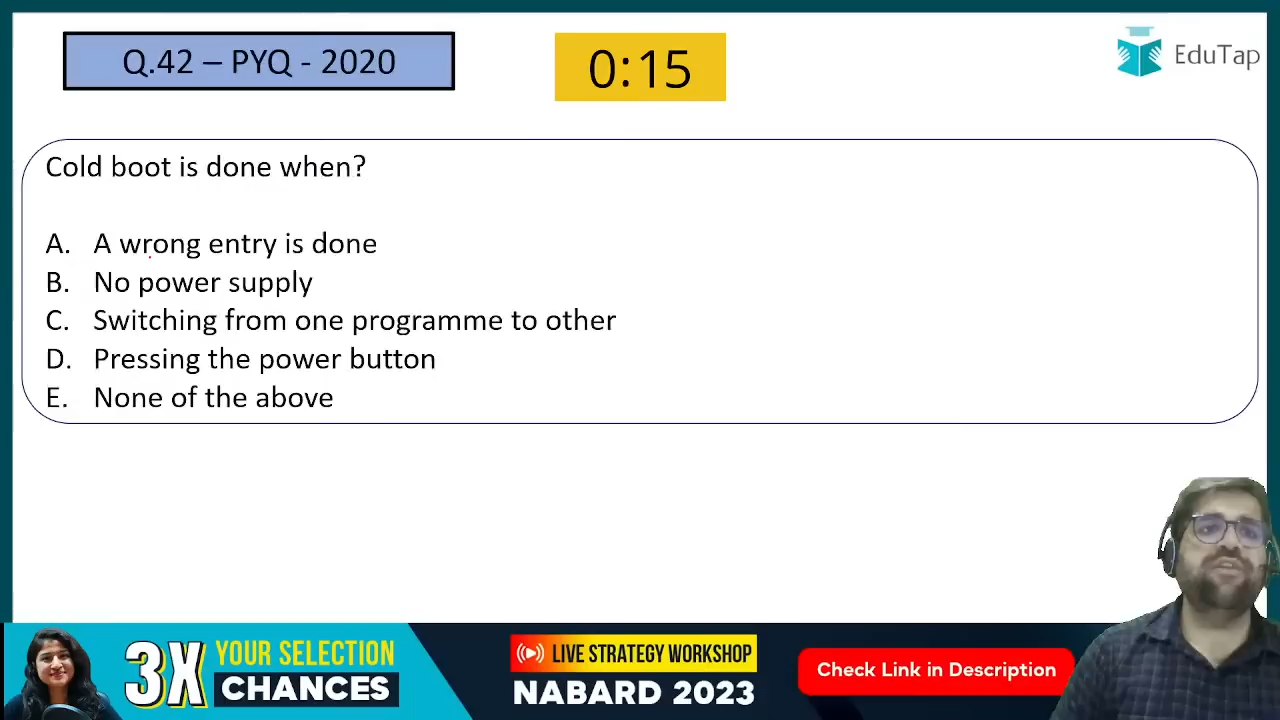 Q.42 – PYQ - 2020
0:15
EduTap
Cold boot is done when?
A. A wrong entry is done
B. No power supply
C. Switching from one programme to other
D. Pressing the power button
E. None of the above
3X YOUR SELECTION CHANCES
LIVE STRATEGY WORKSHOP
NABARD 2023
Check Link in Description